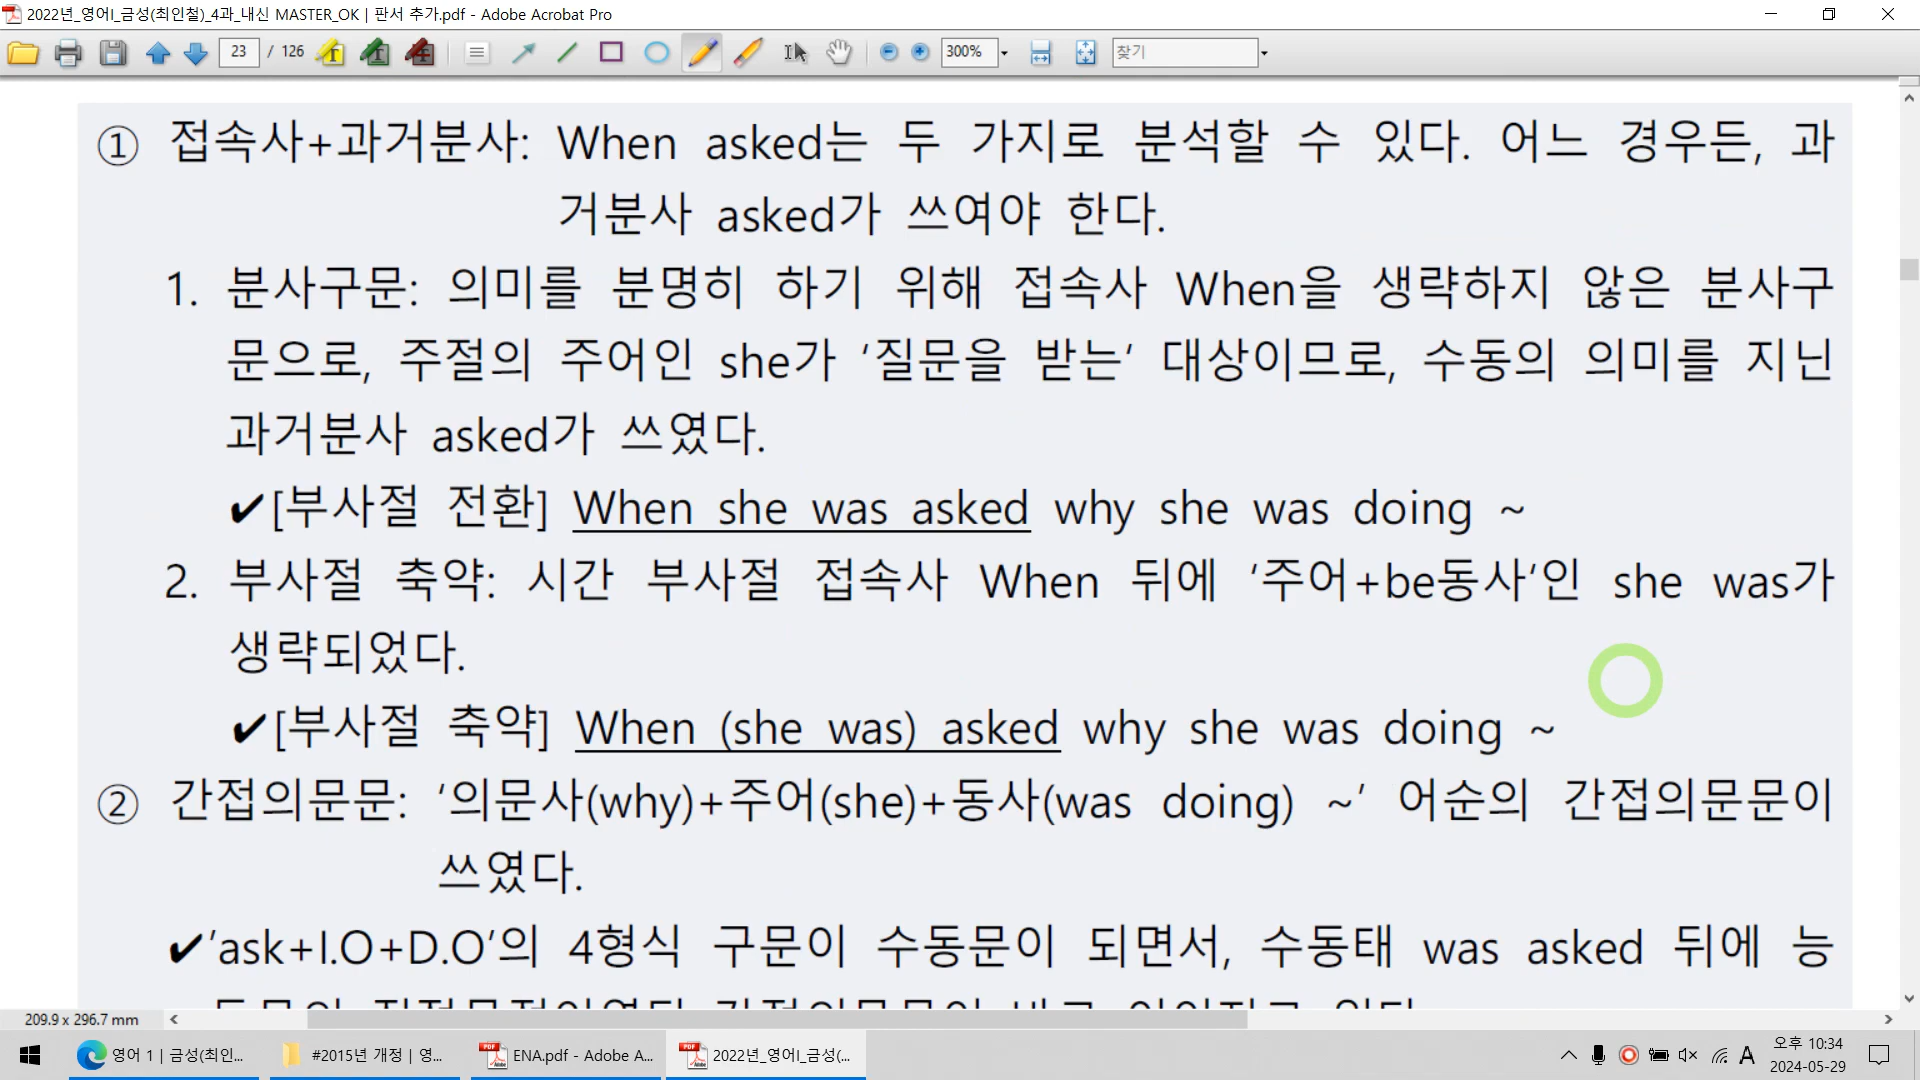 2022년_영어I_금성(최인철)_4과_내신 MASTER_OK | 판서 추가.pdf - Adobe Acrobat Pro
23 / 126
300%
찾기
① 접속사+과거분사: When asked는 두 가지로 분석할 수 있다. 어느 경우든, 과
거분사 asked가 쓰여야 한다.
1. 분사구문: 의미를 분명히 하기 위해 접속사 When을 생략하지 않은 분사구
문으로, 주절의 주어인 she가 ‘질문을 받는‘ 대상이므로, 수동의 의미를 지닌
과거분사 asked가 쓰였다.
✔[부사절 전환] When she was asked why she was doing ~
2. 부사절 축약: 시간 부사절 접속사 When 뒤에 ‘주어+be동사‘인 she was가
생략되었다.
✔[부사절 축약] When (she was) asked why she was doing ~
② 간접의문문: ‘의문사(why)+주어(she)+동사(was doing) ~’ 어순의 간접의문문이
쓰였다.
✔’ask+I.O+D.O’의 4형식 구문이 수동문이 되면서, 수동태 was asked 뒤에 능
209.9 x 296.7 mm
영어 1 | 금성(최인...
#2015년 개정 | 영...
ENA.pdf - Adobe A...
2022년_영어I_금성(...
A
오후 10:34
2024-05-29